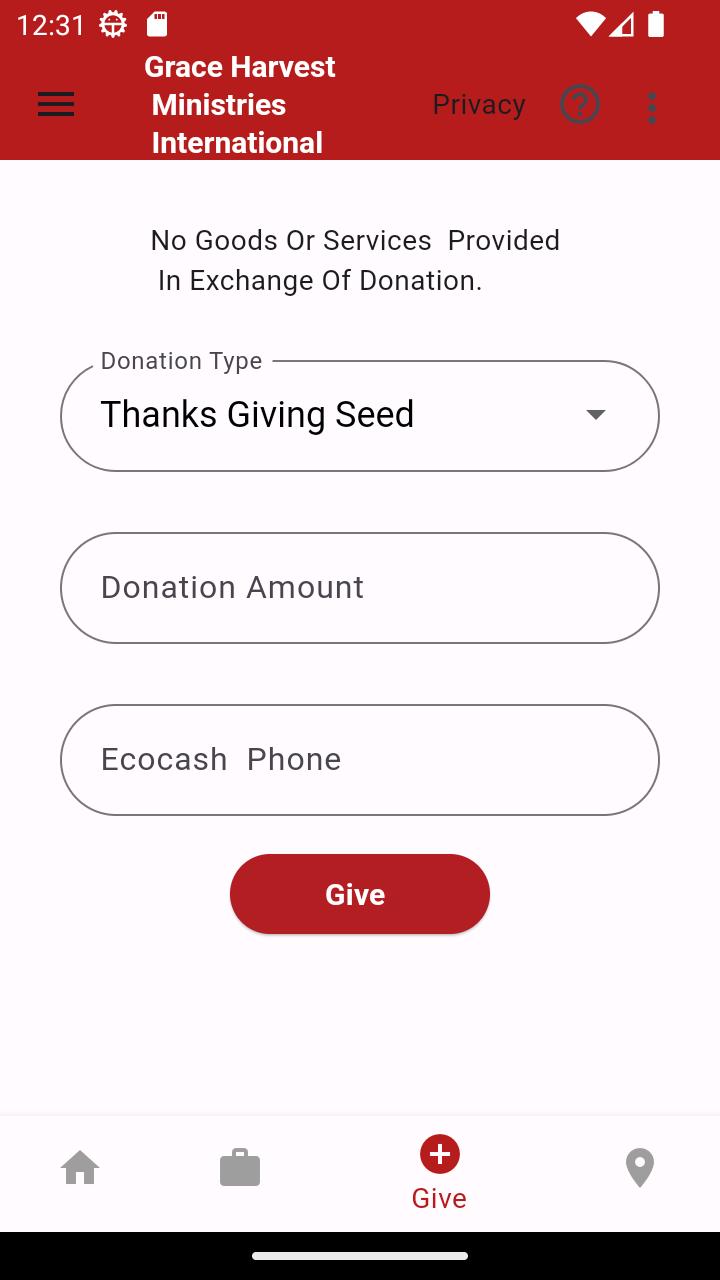 12:31
Grace Harvest
Ministries
International
Privacy
No Goods Or Services  Provided
In Exchange Of Donation.
Donation Type
Thanks Giving Seed
Donation Amount
Ecocash  Phone
Give
Give